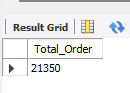 Result Grid
Total_Order
21350